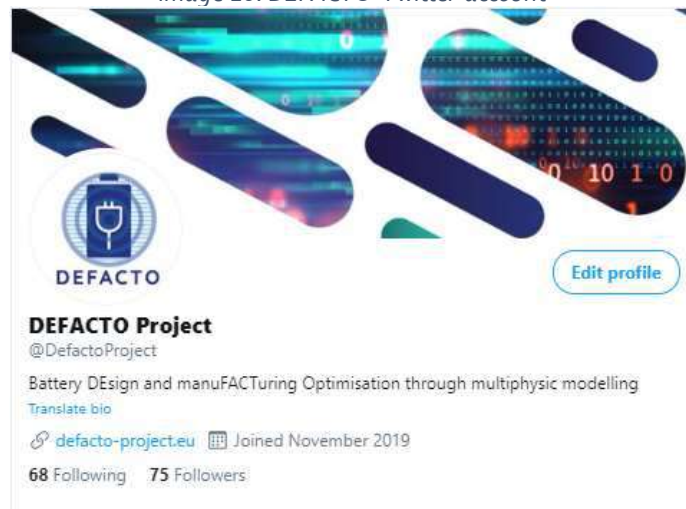 DEFACTO
Edit profile
DEFACTO Project
@DefactoProject
Battery DEsign and manuFACTuring Optimisation through multiphysic modelling
Translate bio
defacto-project.eu Joined November 2019
68 Following 75 Followers